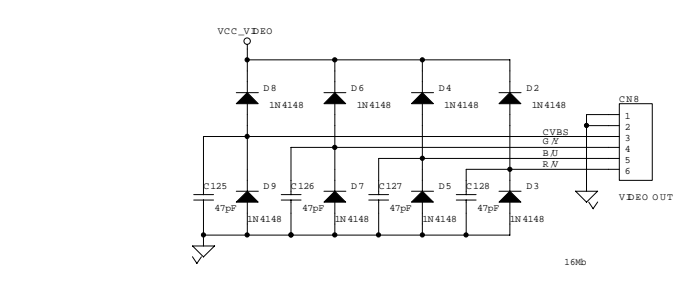 VCC_VIDEO
D8
1N4148
D6
1N4148
D4
1N4148
D2
1N4148
CN8
1
2
3
4
5
6
CVBS
G/Y
B/U
R/V
C125
47pF
D9
1N4148
C126
47pF
D7
1N4148
C127
47pF
D5
1N4148
C128
47pF
D3
1N4148
VIDEO OUT
16Mb